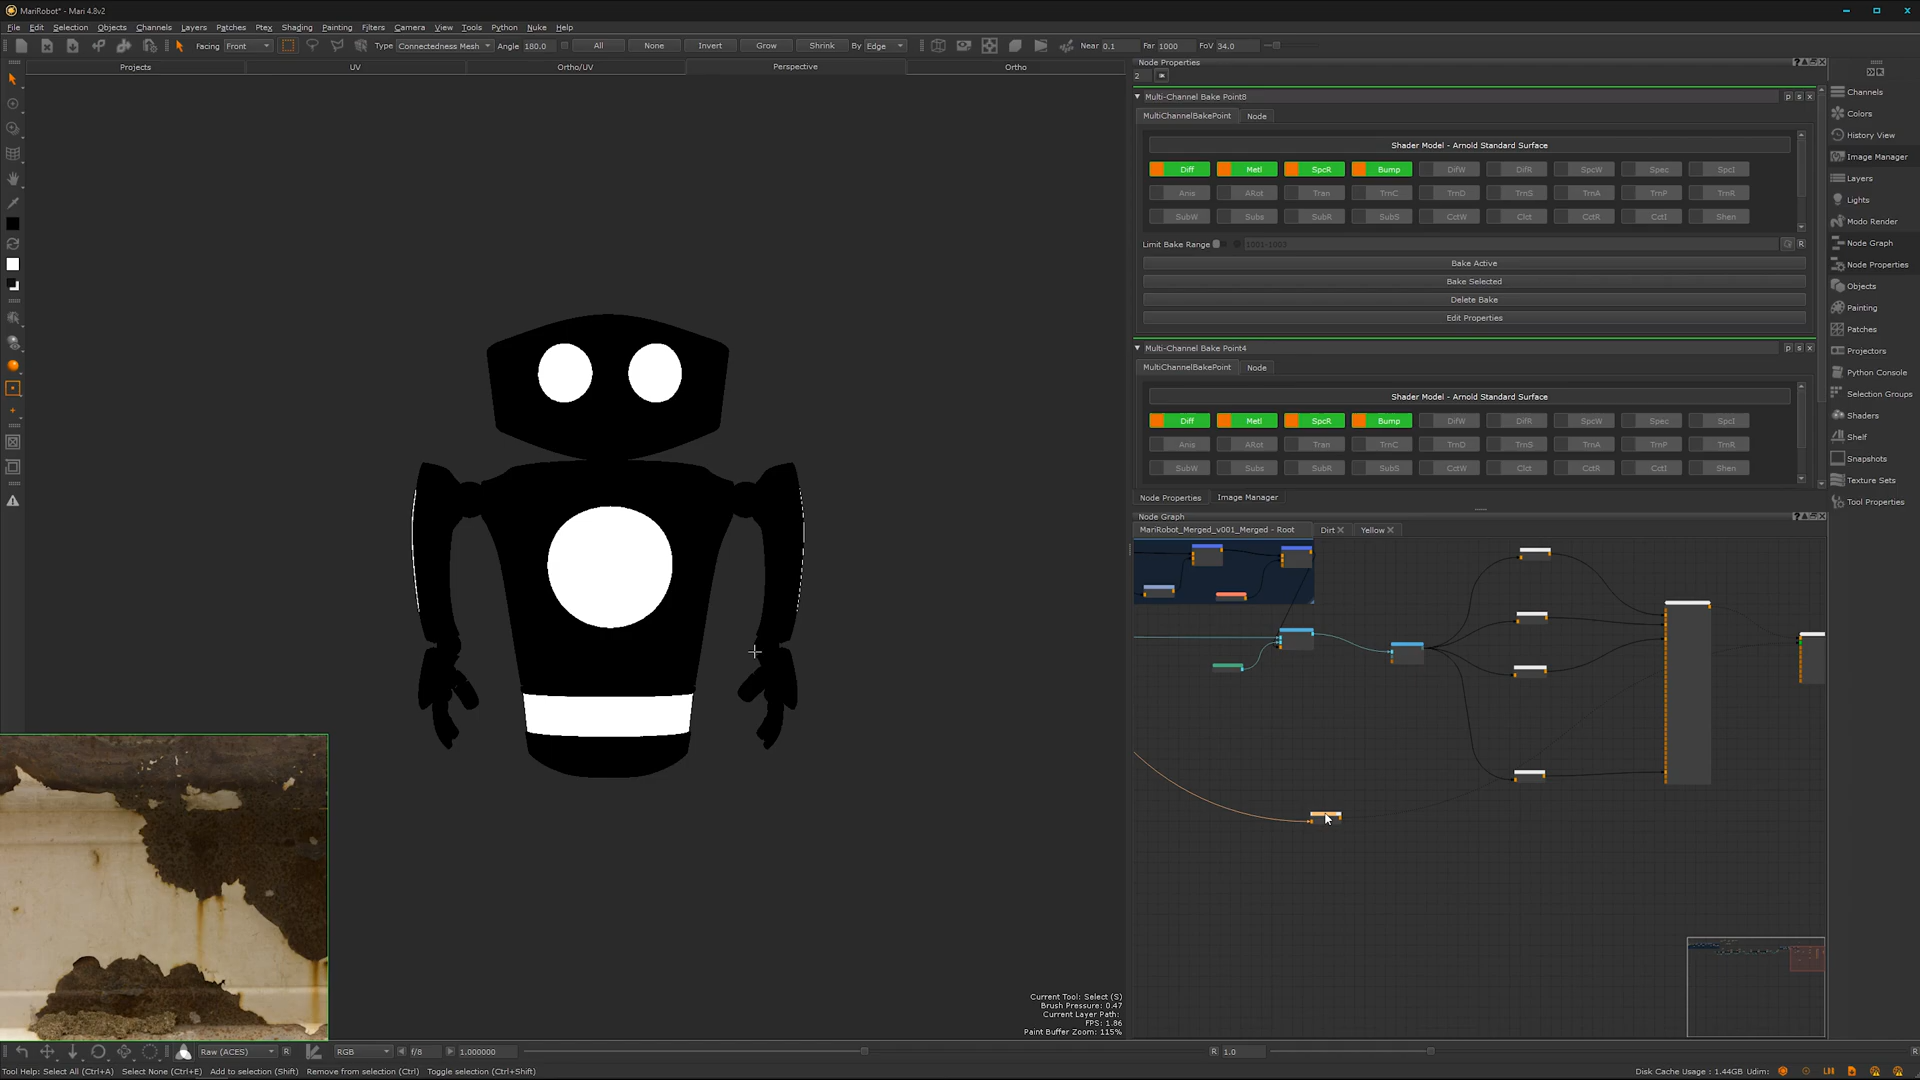 MariRobot* - Mari 4.8v2
File Edit Selection Objects Channels Layers Patches Ptex Shading Painting Filters Camera View Tools Python Nuke Help
Facing Front Type Connectedness Mesh Angle 180.0 All None Invert Grow Shrink By Edge Near 0.1 Far 1000 FoV 34.0
Projects UV Ortho/UV Perspective Ortho
Node Properties
2
Multi-Channel Bake Point8 p s x
MultiChannelBakePoint Node
Shader Model - Arnold Standard Surface
Diff Metl SpcR Bump DifW DifR SpcW Spec SpcI
Anis ARot Tran TrnC TrnD TrnS TrnA TrnP TrnR
SubW Subs SubR SubS CctW Clct CctR CctI Shen
Limit Bake Range 1001-1003 R
Bake Active
Bake Selected
Delete Bake
Edit Properties
Multi-Channel Bake Point4 p s x
MultiChannelBakePoint Node
Shader Model - Arnold Standard Surface
Diff Metl SpcR Bump DifW DifR SpcW Spec SpcI
Anis ARot Tran TrnC TrnD TrnS TrnA TrnP TrnR
SubW Subs SubR SubS CctW Clct CctR CctI Shen
Node Properties Image Manager
Node Graph
MariRobot_Merged_v001_Merged - Root Dirt Yellow
Channels
Colors
History View
Image Manager
Layers
Lights
Modo Render
Node Graph
Node Properties
Objects
Painting
Patches
Projectors
Python Console
Selection Groups
Shaders
Shelf
Snapshots
Texture Sets
Tool Properties
Current Tool: Select (S)
Brush Pressure: 0.47
Current Layer Path:
FPS: 1.86
Paint Buffer Zoom: 115%
Raw (ACES) R RGB f/8 1.000000 R 1.0 R
Tool Help: Select All (Ctrl+A) Select None (Ctrl+E) Add to selection (Shift) Remove from selection (Ctrl) Toggle selection (Ctrl+Shift) Disk Cache Usage : 1.44GB Udim: